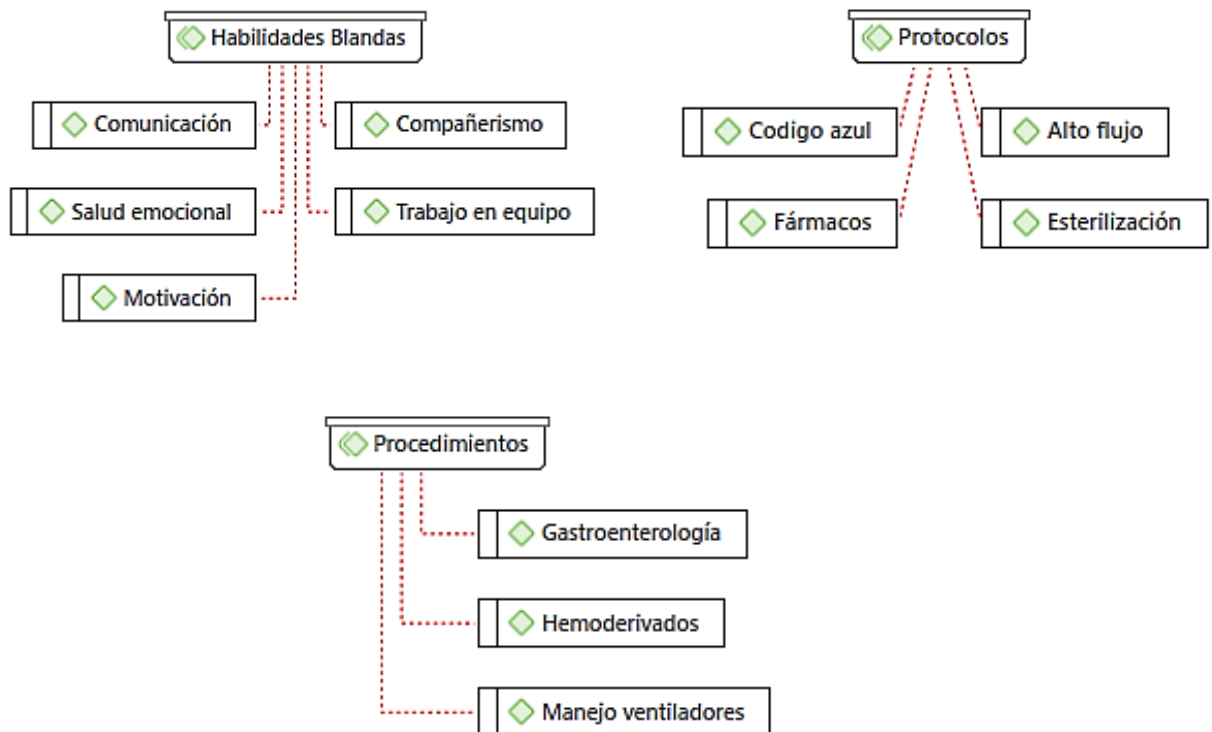 Habilidades Blandas
Comunicación
Compañerismo
Salud emocional
Trabajo en equipo
Motivación
Protocolos
Codigo azul
Alto flujo
Fármacos
Esterilización
Procedimientos
Gastroenterología
Hemoderivados
Manejo ventiladores